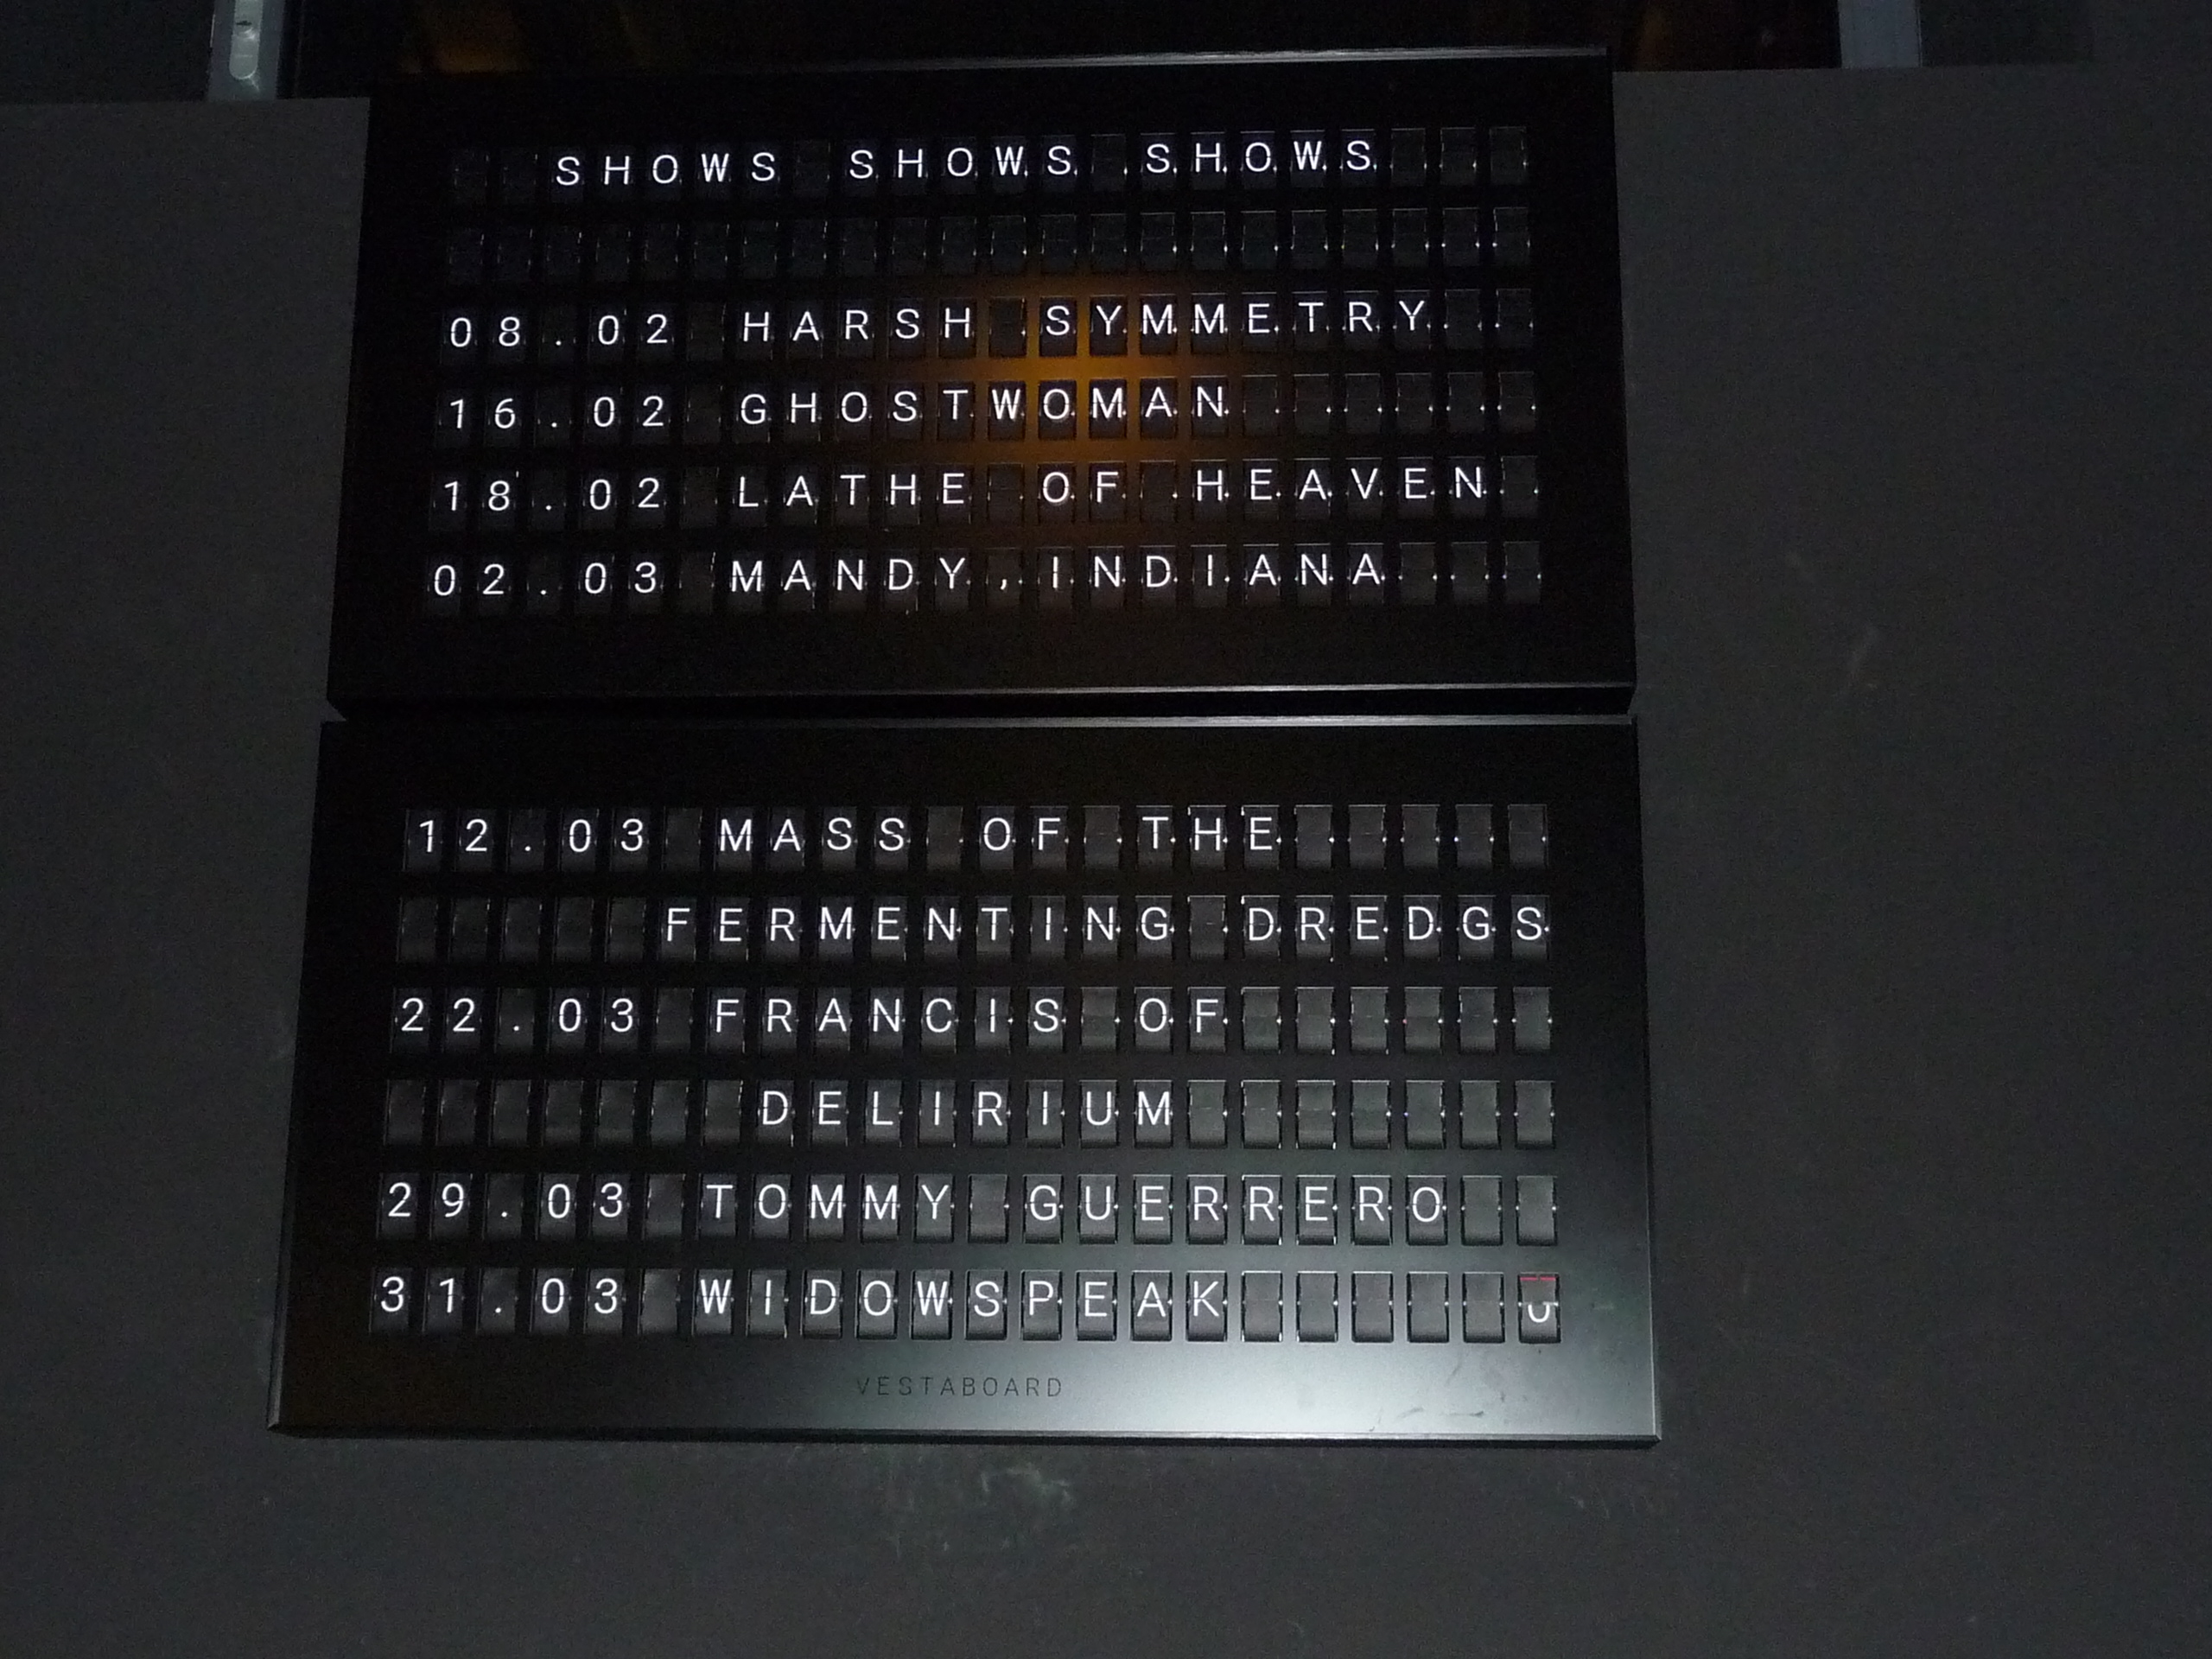 SHOWS SHOWS SHOWS
08.02 HARSH SYMMETRY
16.02 GHOSTWOMAN
18.02 LATHE OF HEAVEN
02.03 MANDY,INDIANA
12.03 MASS OF THE
FERMENTING DREDGS
22.03 FRANCIS OF
DELIRIUM
29.03 TOMMY GUERRERO
31.03 WIDOWSPEAK
VESTABOARD